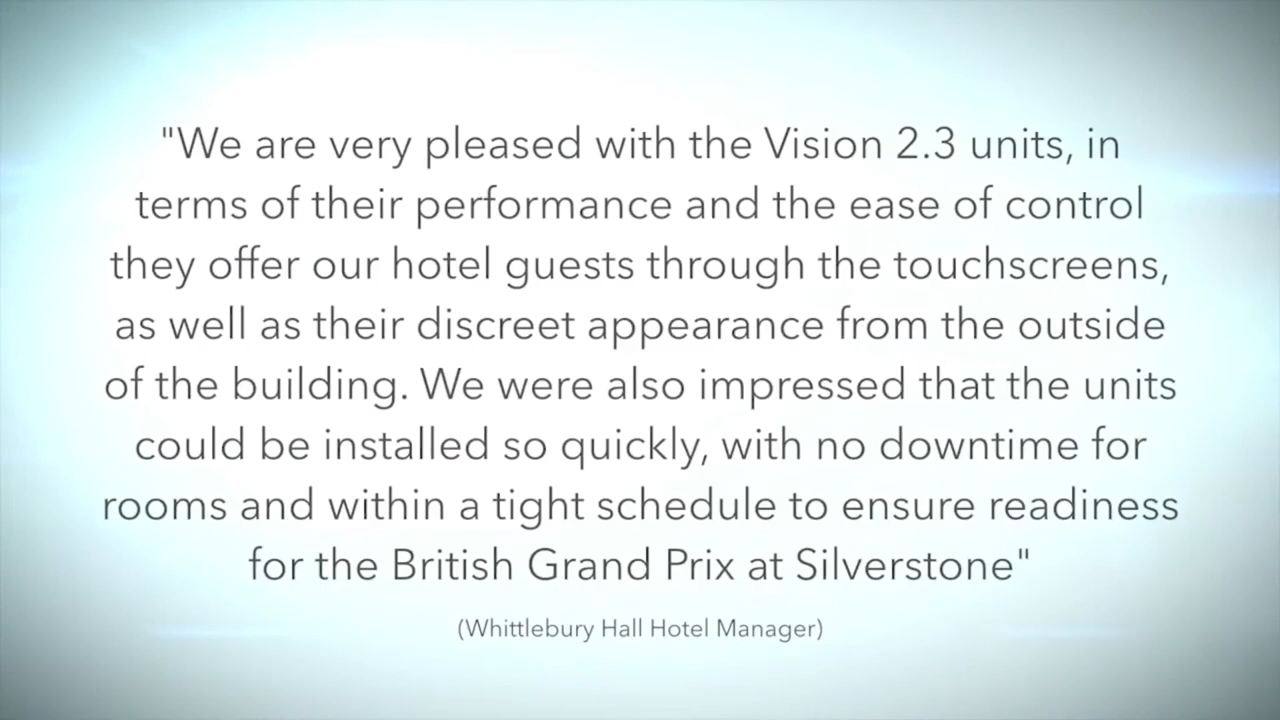 "We are very pleased with the Vision 2.3 units, in
terms of their performance and the ease of control
they offer our hotel guests through the touchscreens,
as well as their discreet appearance from the outside
of the building. We were also impressed that the units
could be installed so quickly, with no downtime for
rooms and within a tight schedule to ensure readiness
for the British Grand Prix at Silverstone"
(Whittlebury Hall Hotel Manager)